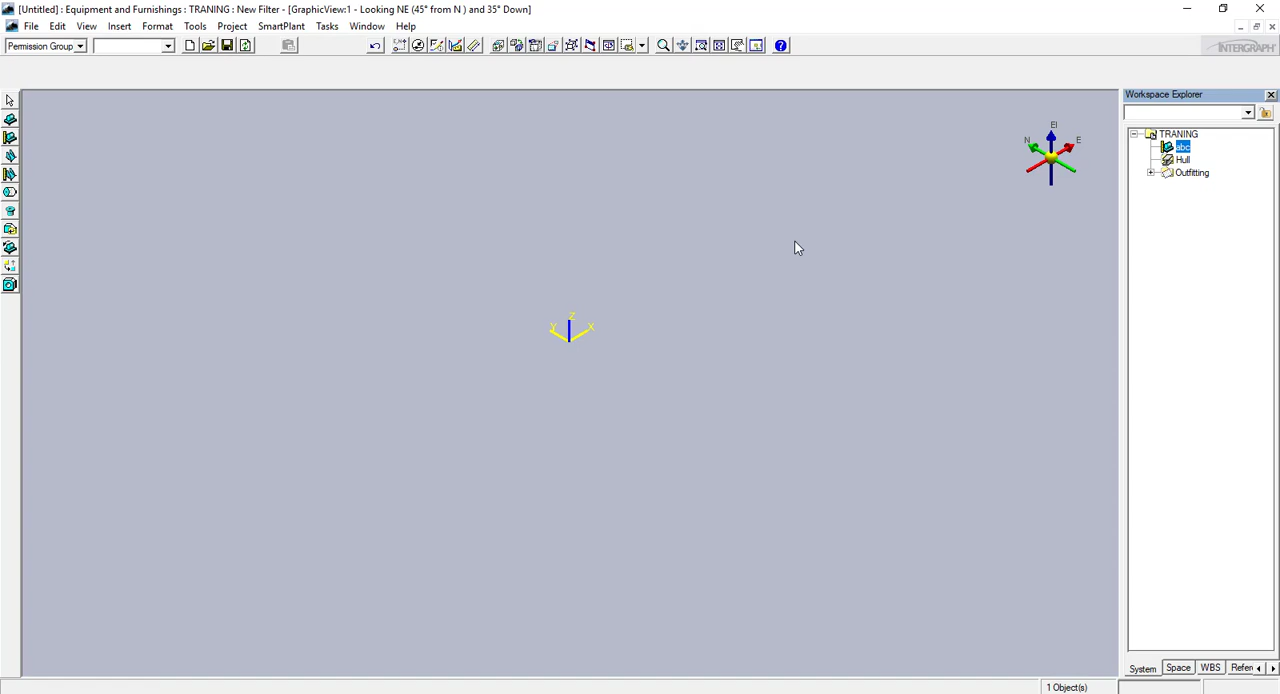 [Untitled] : Equipment and Furnishings : TRANING : New Filter - [GraphicView:1 - Looking NE (45° from N ) and 35° Down]
File Edit View Insert Format Tools Project SmartPlant Tasks Window Help
Permission Group
INTERGRAPH
Workspace Explorer
TRANING
abc
Hull
Outfitting
El
N E
Z
Y X
System Space WBS Refere
1 Object(s)